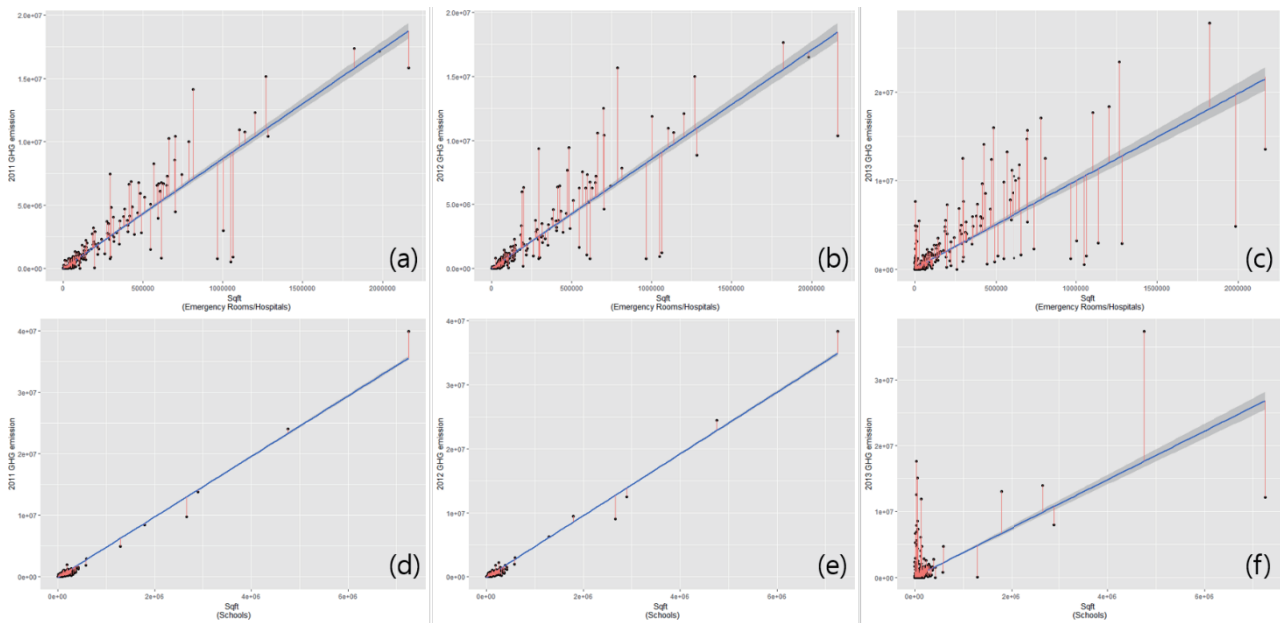 2.0e+07
1.5e+07
1.0e+07
5.0e+06
0.0e+00
2011 GHG emission
0
500000
1000000
1500000
2000000
Sqft
(Emergency Rooms/Hospitals)
(a)
2.0e+07
1.5e+07
1.0e+07
5.0e+06
0.0e+00
2012 GHG emission
0
500000
1000000
1500000
2000000
Sqft
(Emergency Rooms/Hospitals)
(b)
2e+07
1e+07
0e+00
2013 GHG emission
0
500000
1000000
1500000
2000000
Sqft
(Emergency Rooms/Hospitals)
(c)
4e+07
3e+07
2e+07
1e+07
0e+00
2011 GHG emission
0e+00
2e+06
4e+06
6e+06
Sqft
(Schools)
(d)
4e+07
3e+07
2e+07
1e+07
0e+00
2012 GHG emission
0e+00
2e+06
4e+06
6e+06
Sqft
(Schools)
(e)
3e+07
2e+07
1e+07
0e+00
2013 GHG emission
0e+00
2e+06
4e+06
6e+06
Sqft
(Schools)
(f)